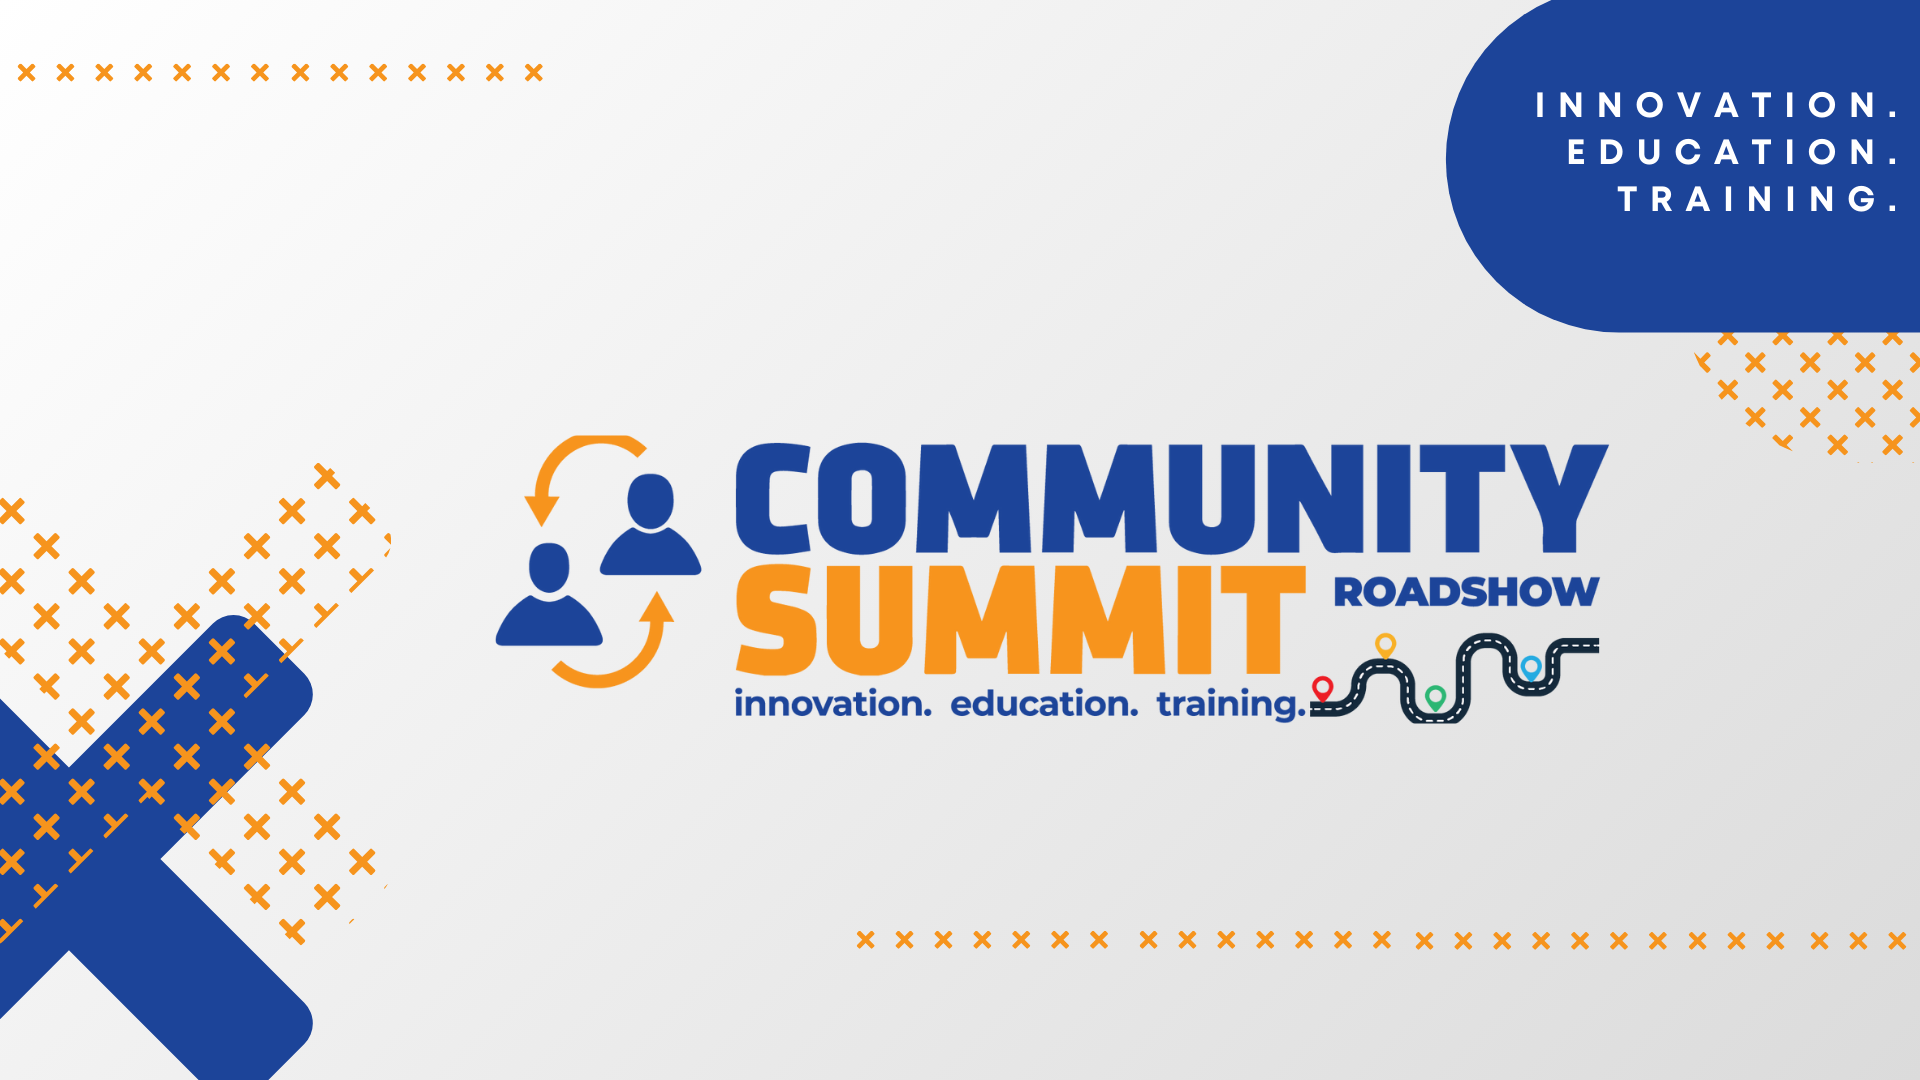 INNOVATION.
EDUCATION.
TRAINING.
COMMUNITY
SUMMIT
ROADSHOW
innovation. education. training.